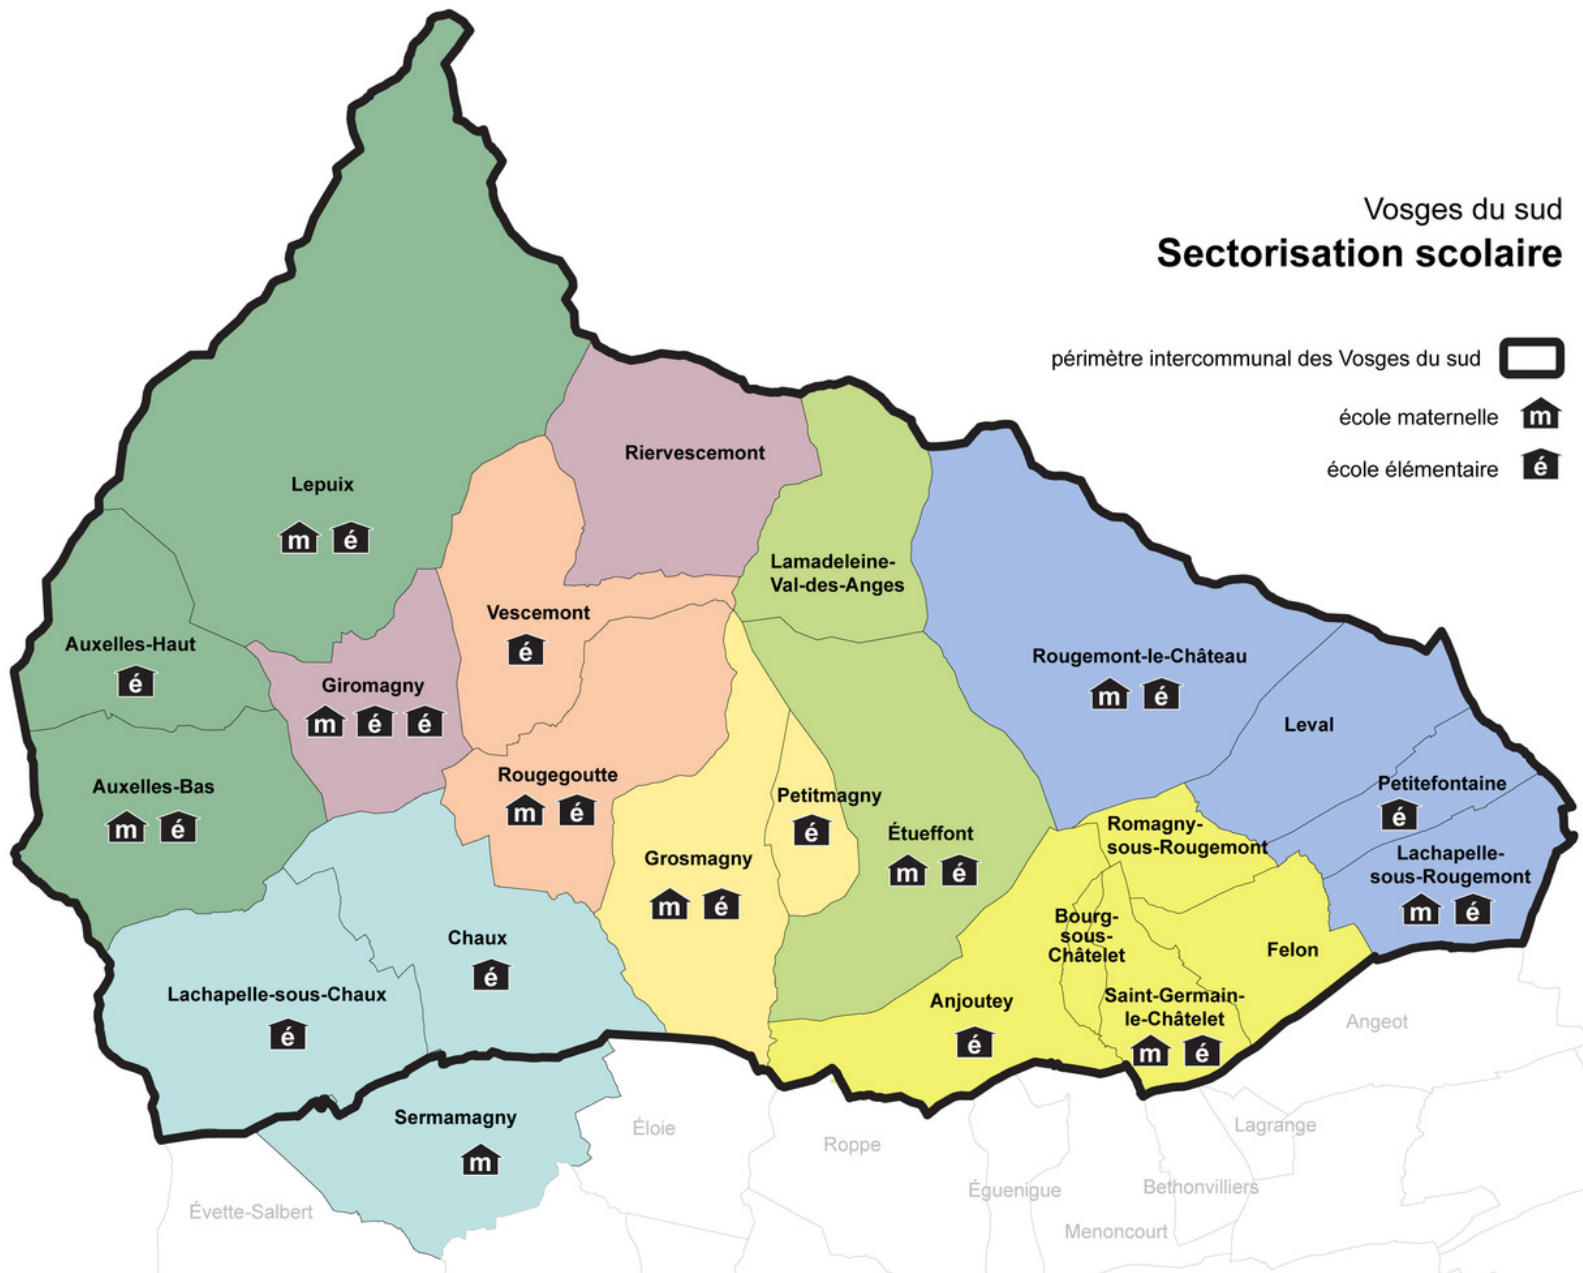 Vosges du sud
Sectorisation scolaire
périmètre intercommunal des Vosges du sud
école maternelle m
école élémentaire é
Riervescemont
Lepuix
m é
Lamadeleine-
Val-des-Anges
Vescemont
é
Auxelles-Haut
é
Rougemont-le-Château
m é
Giromagny
m é é
Leval
Auxelles-Bas
m é
Rougegoutte
m é
Petitmagny
é
Petitefontaine
é
Étueffont
m é
Romagny-
sous-Rougemont
Grosmagny
m é
Lachapelle-
sous-Rougemont
m é
Bourg-
sous-
Châtelet
Chaux
é
Felon
Lachapelle-sous-Chaux
é
Anjoutey
é
Saint-Germain-
le-Châtelet
m é
Angeot
Sermamagny
m
Éloie
Roppe
Lagrange
Éguenigue
Bethonvilliers
Évette-Salbert
Menoncourt